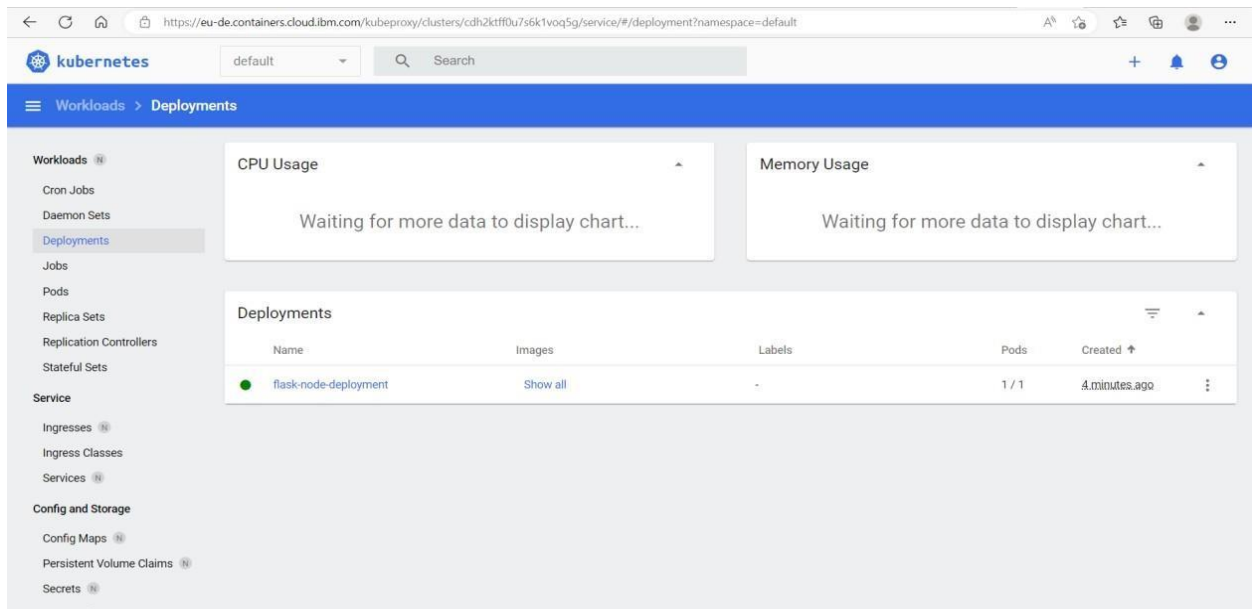 https://eu-de.containers.cloud.ibm.com/kubeproxy/clusters/cdh2ktff0u7s6k1voq5g/service/#/deployment?namespace=default
kubernetes
default
Search
Workloads > Deployments
Workloads N
Cron Jobs
Daemon Sets
Deployments
Jobs
Pods
Replica Sets
Replication Controllers
Stateful Sets
Service
Ingresses N
Ingress Classes
Services N
Config and Storage
Config Maps N
Persistent Volume Claims N
Secrets N
CPU Usage
Waiting for more data to display chart...
Memory Usage
Waiting for more data to display chart...
Deployments
Name Images Labels Pods Created
flask-node-deployment Show all - 1 / 1 4 minutes ago